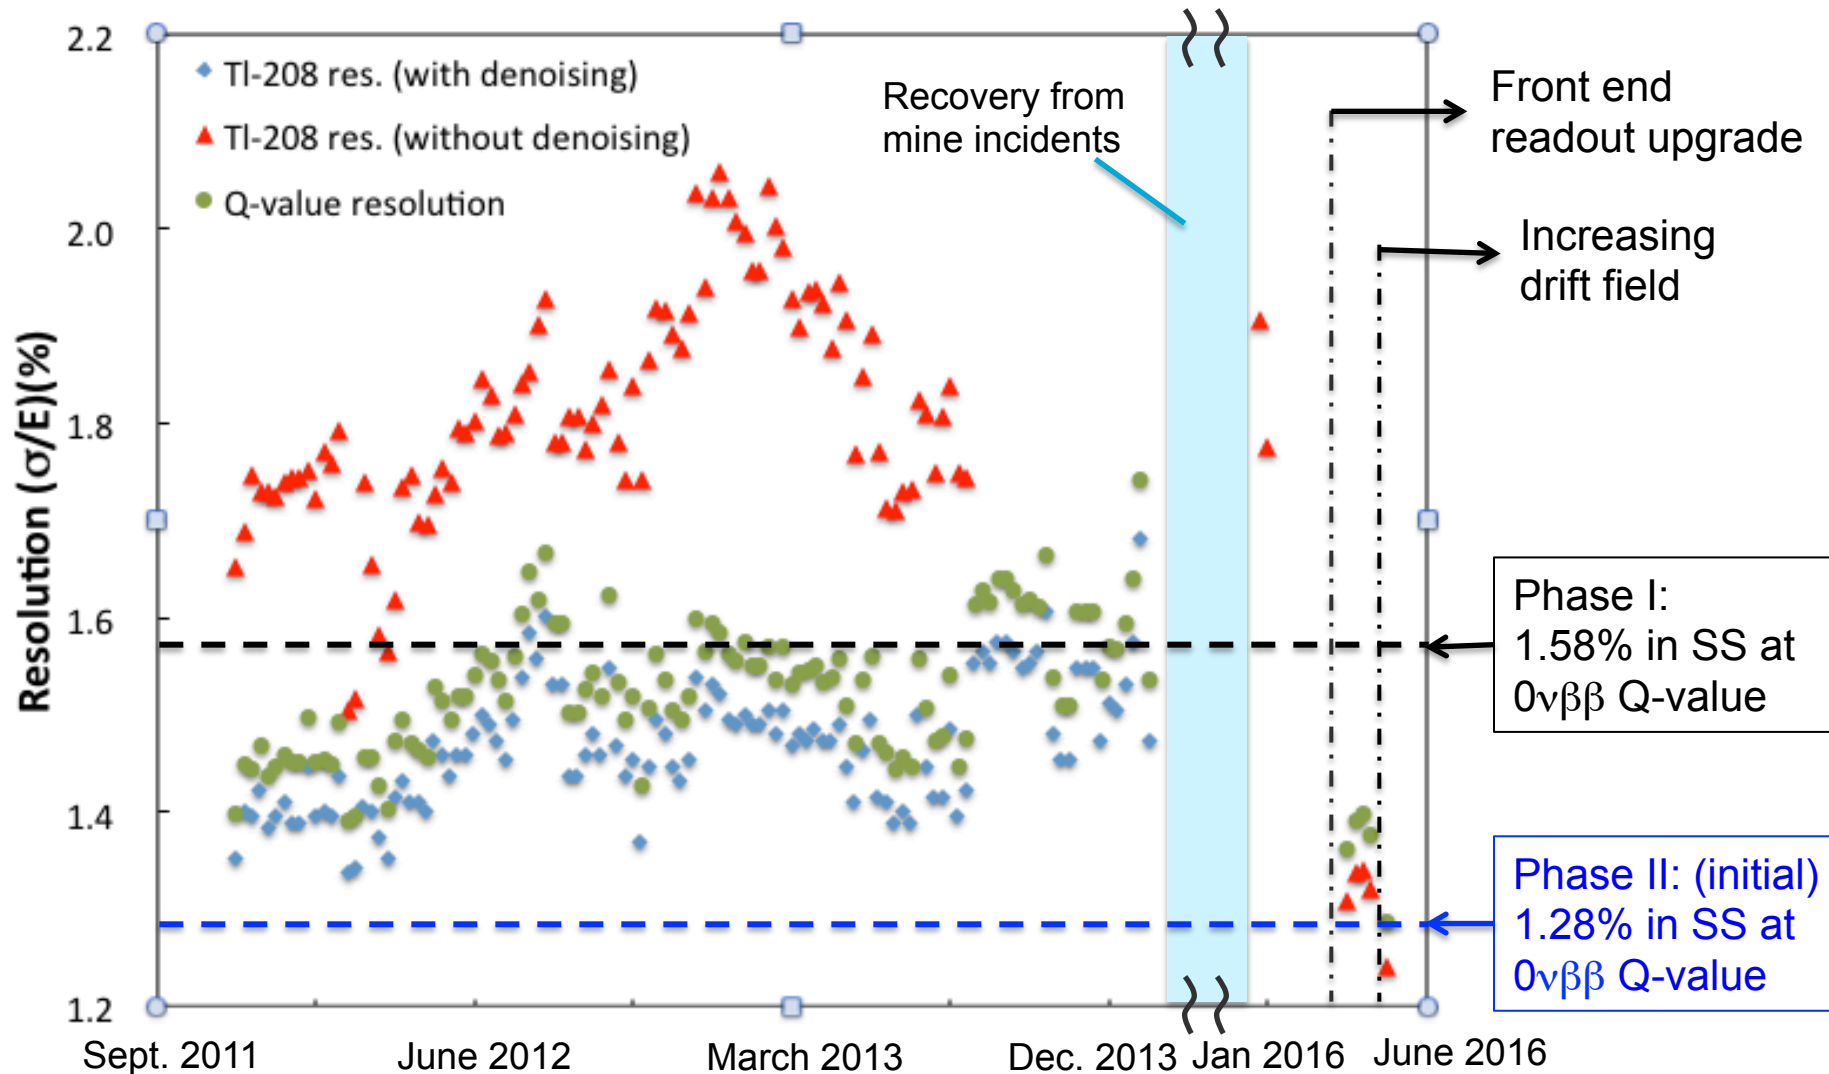 2.2
2.0
1.8
1.6
1.4
1.2
Resolution (σ/E)(%)
Tl-208 res. (with denoising)
Tl-208 res. (without denoising)
Q-value resolution
Recovery from
mine incidents
Front end
readout upgrade
Increasing
drift field
Phase I:
1.58% in SS at
0νββ Q-value
Phase II: (initial)
1.28% in SS at
0νββ Q-value
Sept. 2011
June 2012
March 2013
Dec. 2013
Jan 2016
June 2016